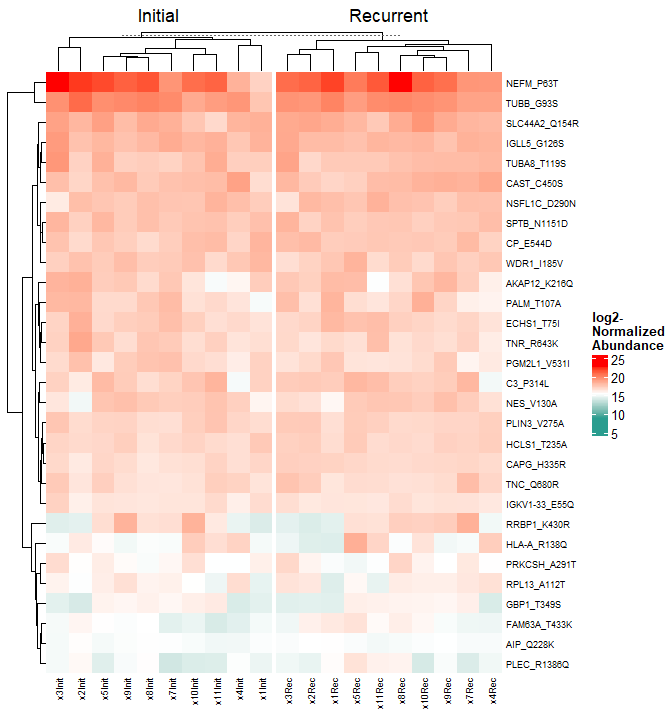 Initial
Recurrent
NEFM_P63T
TUBB_G93S
SLC44A2_Q154R
IGLL5_G126S
TUBA8_T119S
CAST_C450S
NSFL1C_D290N
SPTB_N1151D
CP_E544D
WDR1_I185V
AKAP12_K216Q
PALM_T107A
ECHS1_T75I
TNR_R643K
PGM2L1_V531I
C3_P314L
NES_V130A
PLIN3_V275A
HCLS1_T235A
CAPG_H335R
TNC_Q680R
IGKV1-33_E55Q
RRBP1_K430R
HLA-A_R138Q
PRKCSH_A291T
RPL13_A112T
GBP1_T349S
FAM63A_T433K
AIP_Q228K
PLEC_R1386Q
log2-
Normalized
Abundance
25
20
15
10
5
x3Init
x2Init
x5Init
x9Init
x8Init
x7Init
x10Init
x11Init
x4Init
x1Init
x3Rec
x2Rec
x1Rec
x5Rec
x11Rec
x8Rec
x10Rec
x9Rec
x7Rec
x4Rec